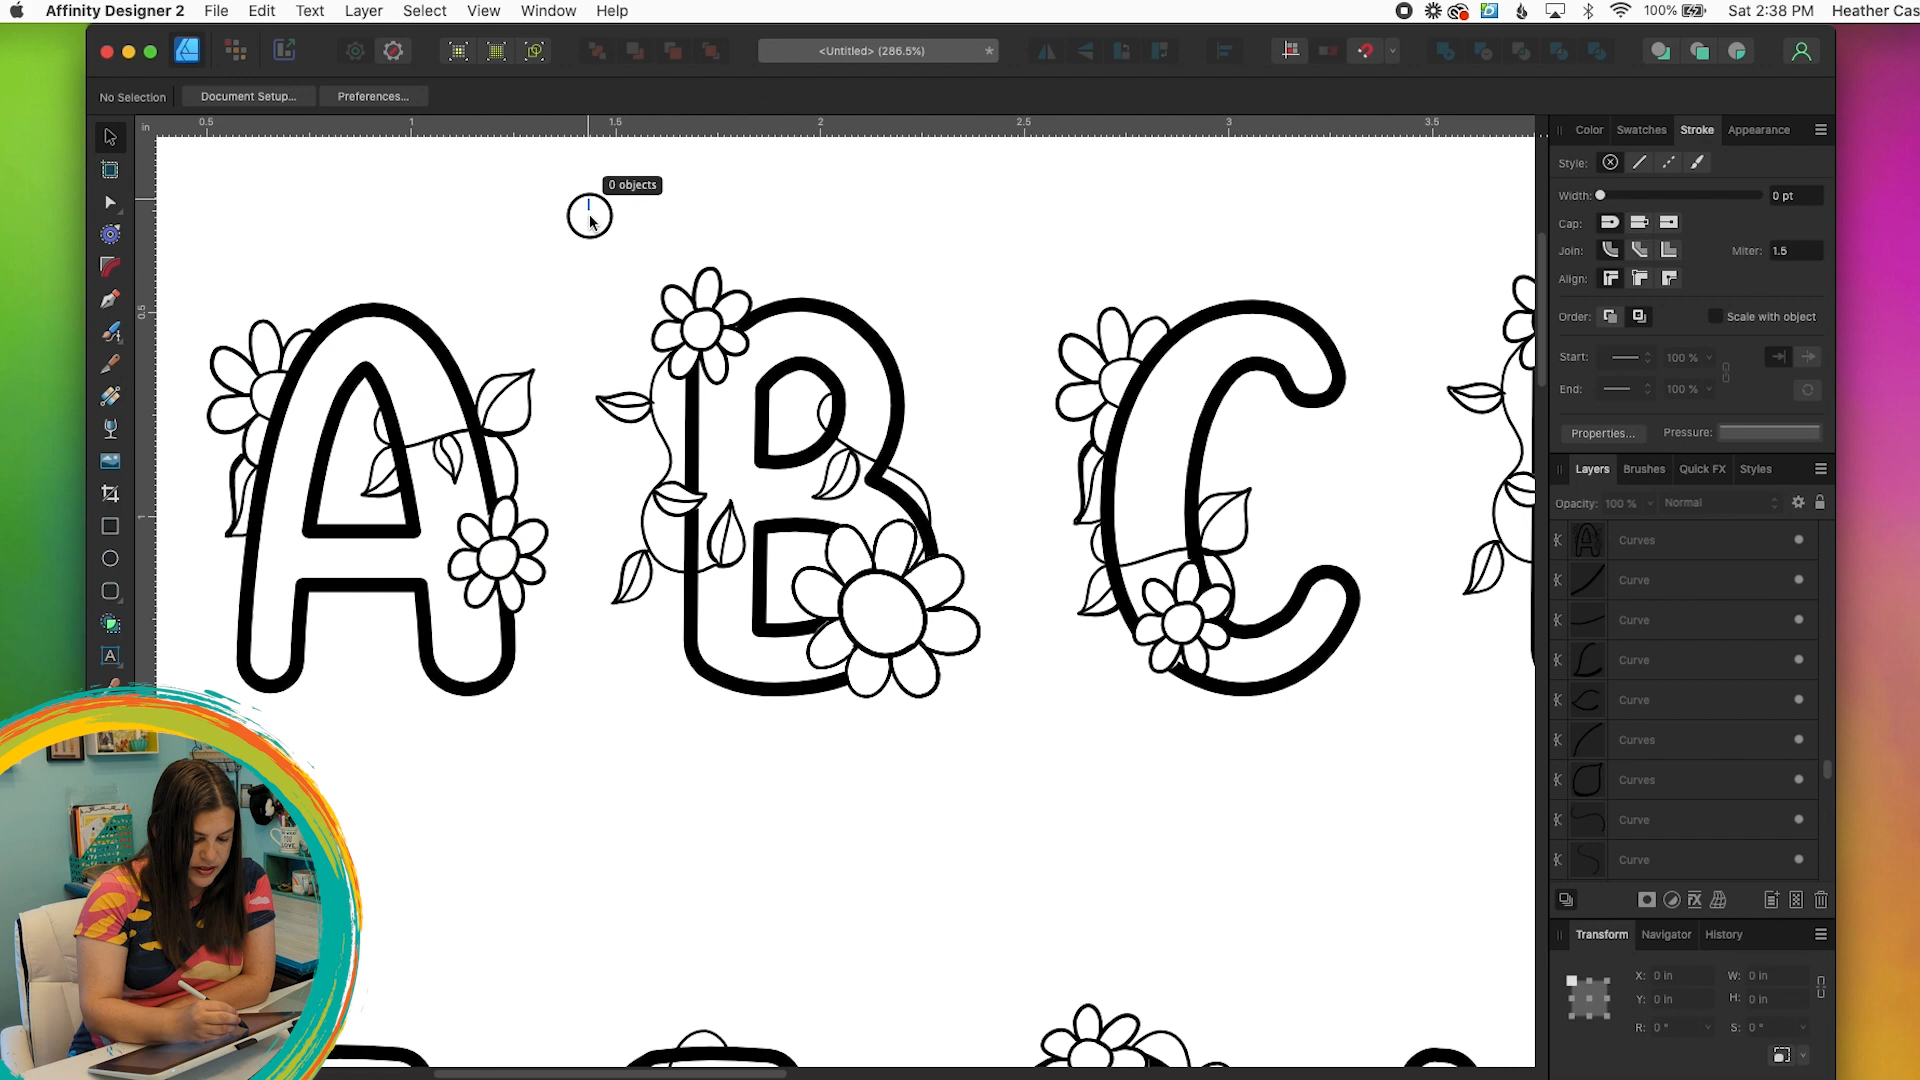 Affinity Designer 2 File Edit Text Layer Select View Window Help 100% Sat 2:38 PM Heather Cas
<Untitled> (286.5%) *
No Selection Document Setup... Preferences...
in 0.5 1 1.5 2 2.5 3 3.5
Color Swatches Stroke Appearance
Style:
0 objects
Width: 0 pt
Cap:
Join: Miter: 1.5
Align:
0.5
Order: Scale with object
Start: 100 %
End: 100 %
Properties... Pressure:
A B C
Layers Brushes Quick FX Styles
Opacity: 100 % Normal
1
Curves
Curve
Curve
Curve
Curve
Curves
Curves
Curve
Curve
A
Transform Navigator History
X: 0 in W: 0 in
Y: 0 in H: 0 in
R: 0 ° S: 0 °